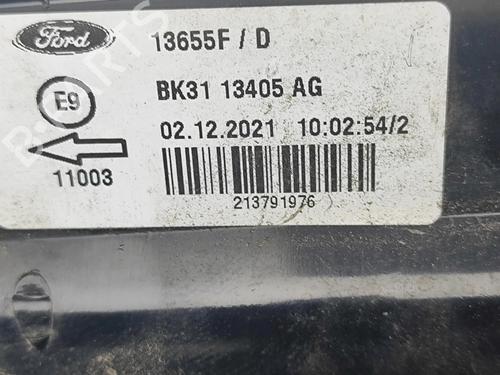 Ford
13655F / D
E9
BK31 13405 AG
02.12.2021 10:02:54/2
11003
213791976